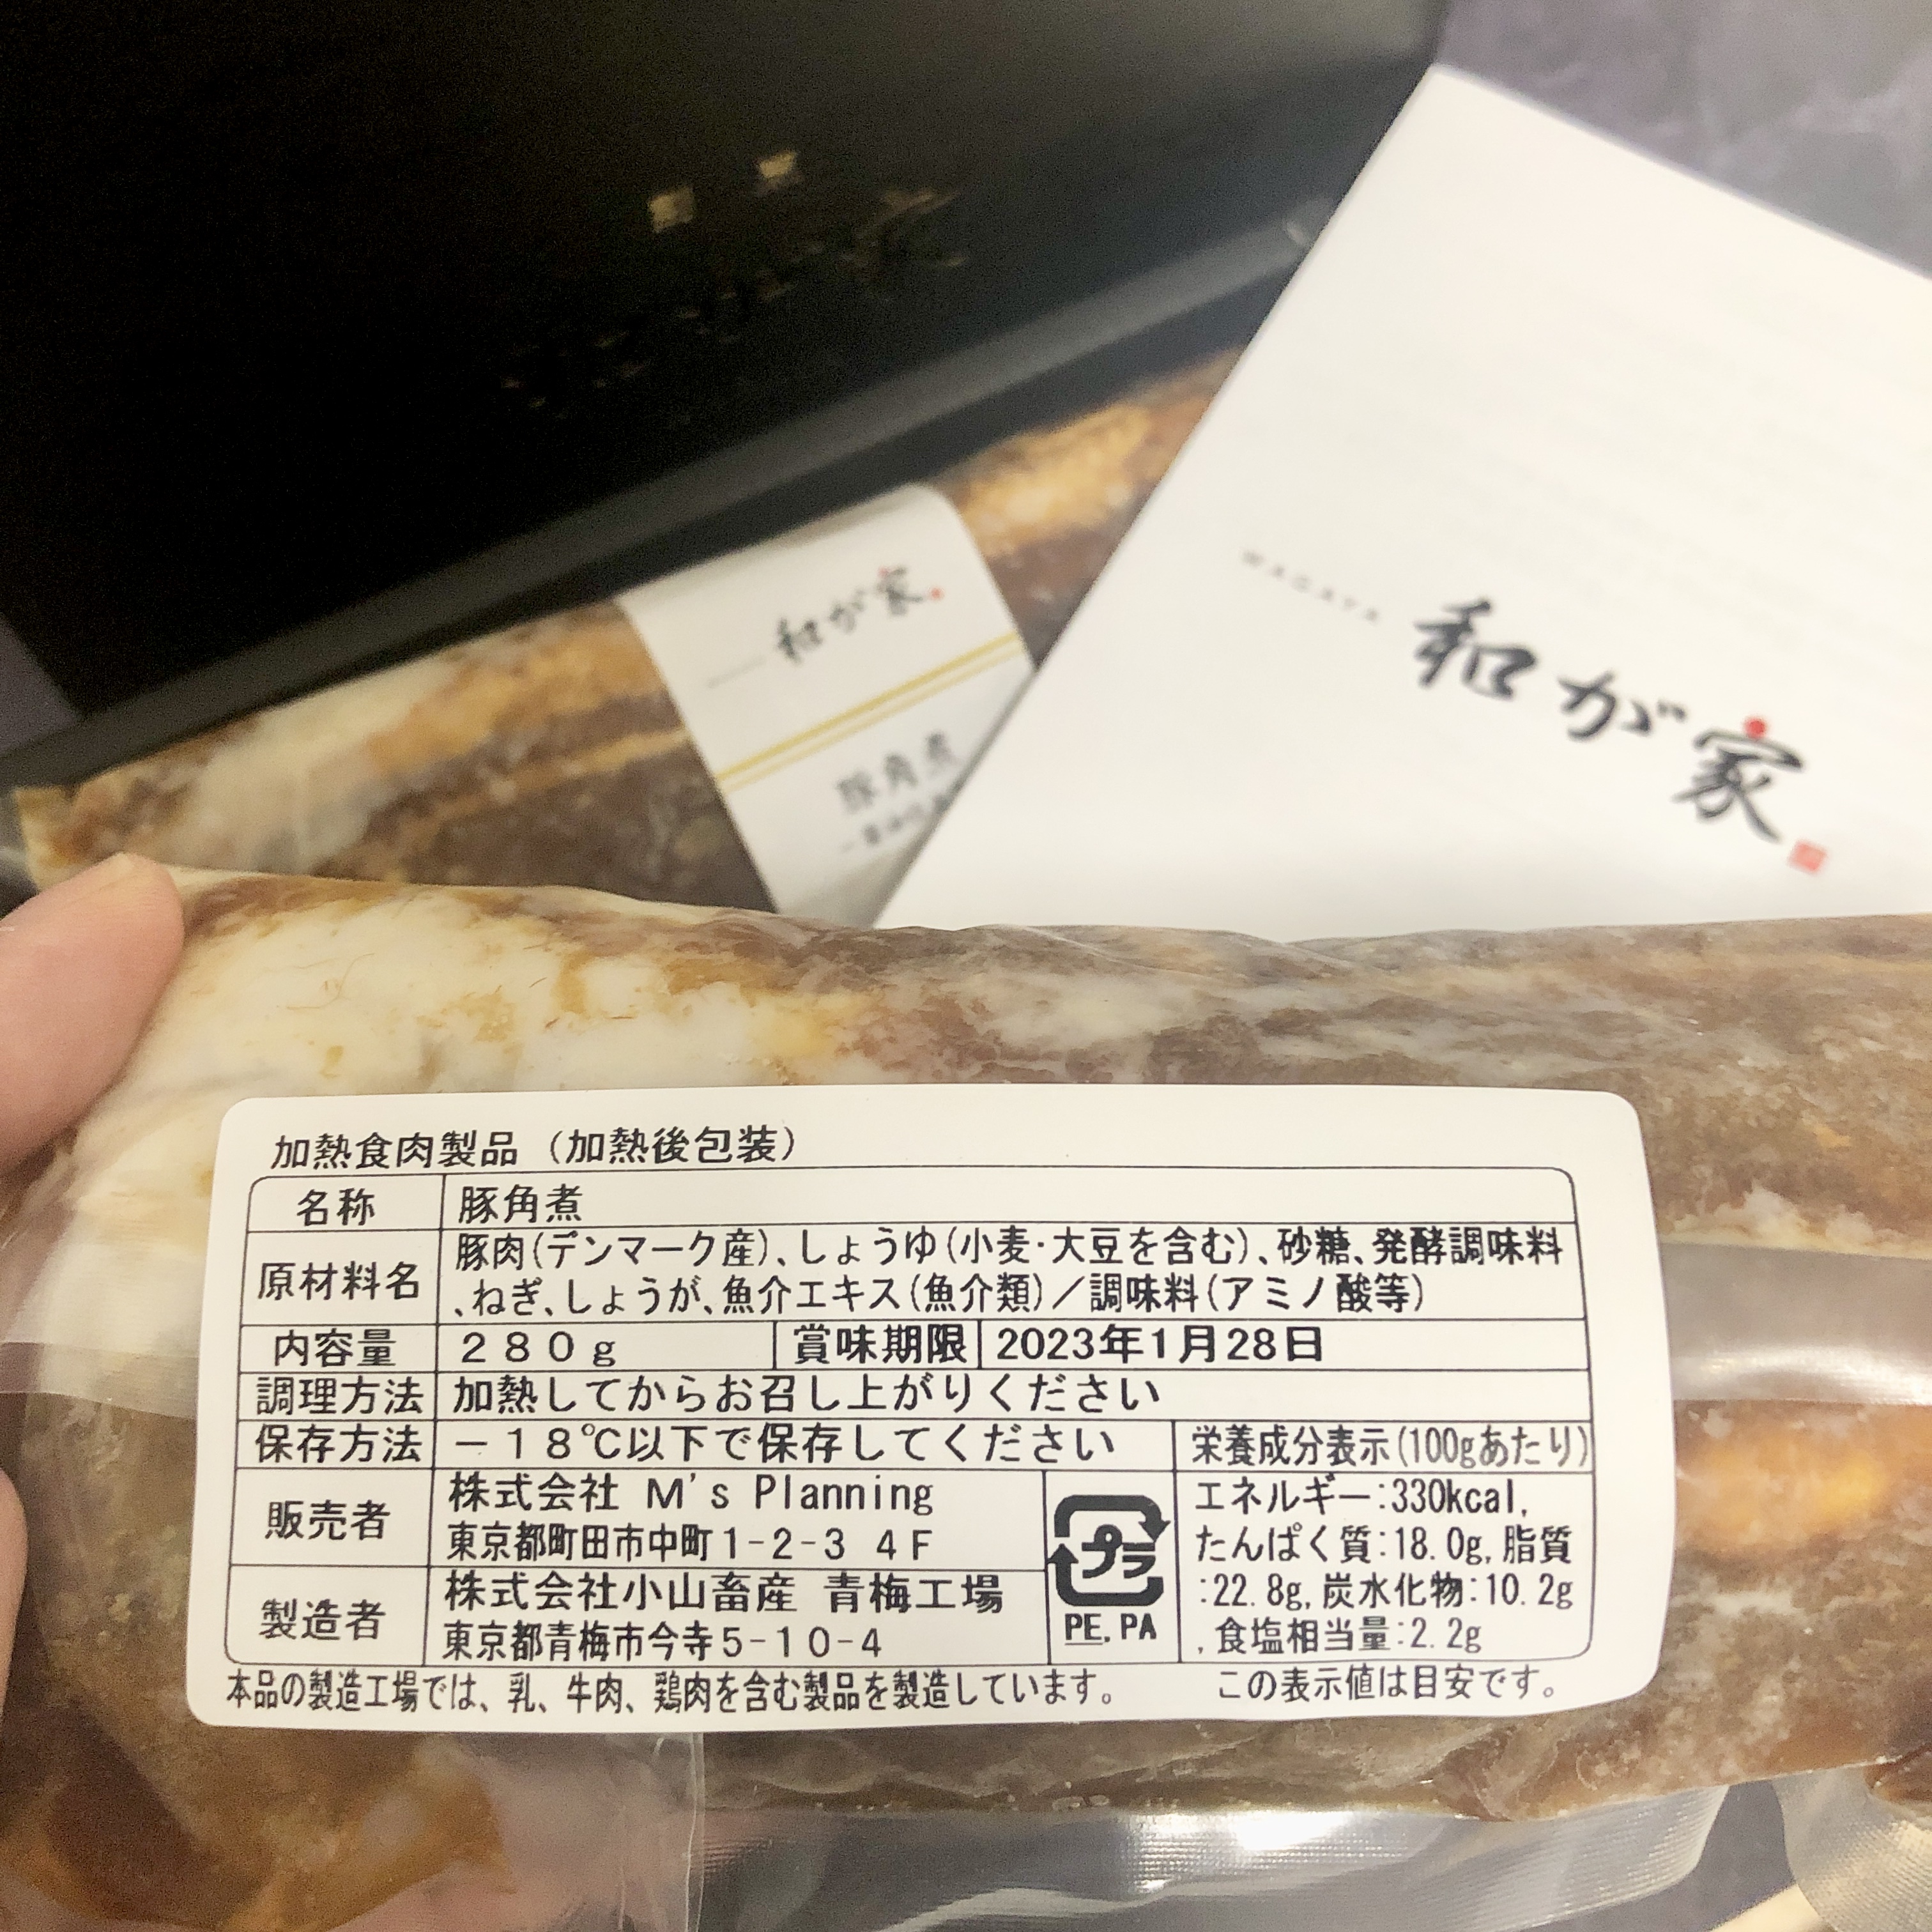 和が家
豚角煮
WAGAYA
和が家
加熱食肉製品（加熱後包装）
名称 豚角煮
原材料名 豚肉(デンマーク産)、しょうゆ(小麦・大豆を含む)、砂糖、発酵調味料
、ねぎ、しょうが、魚介エキス(魚介類)／調味料(アミノ酸等)
内容量 280g 賞味期限 2023年1月28日
調理方法 加熱してからお召し上がりください
保存方法 －18℃以下で保存してください
販売者 株式会社 M's Planning
東京都町田市中町1-2-3 4F
製造者 株式会社小山畜産 青梅工場
東京都青梅市今寺5-10-4
プラ
PE, PA
栄養成分表示(100gあたり)
エネルギー:330kcal,
たんぱく質:18.0g,脂質
:22.8g,炭水化物:10.2g
,食塩相当量:2.2g
本品の製造工場では、乳、牛肉、鶏肉を含む製品を製造しています。
この表示値は目安です。